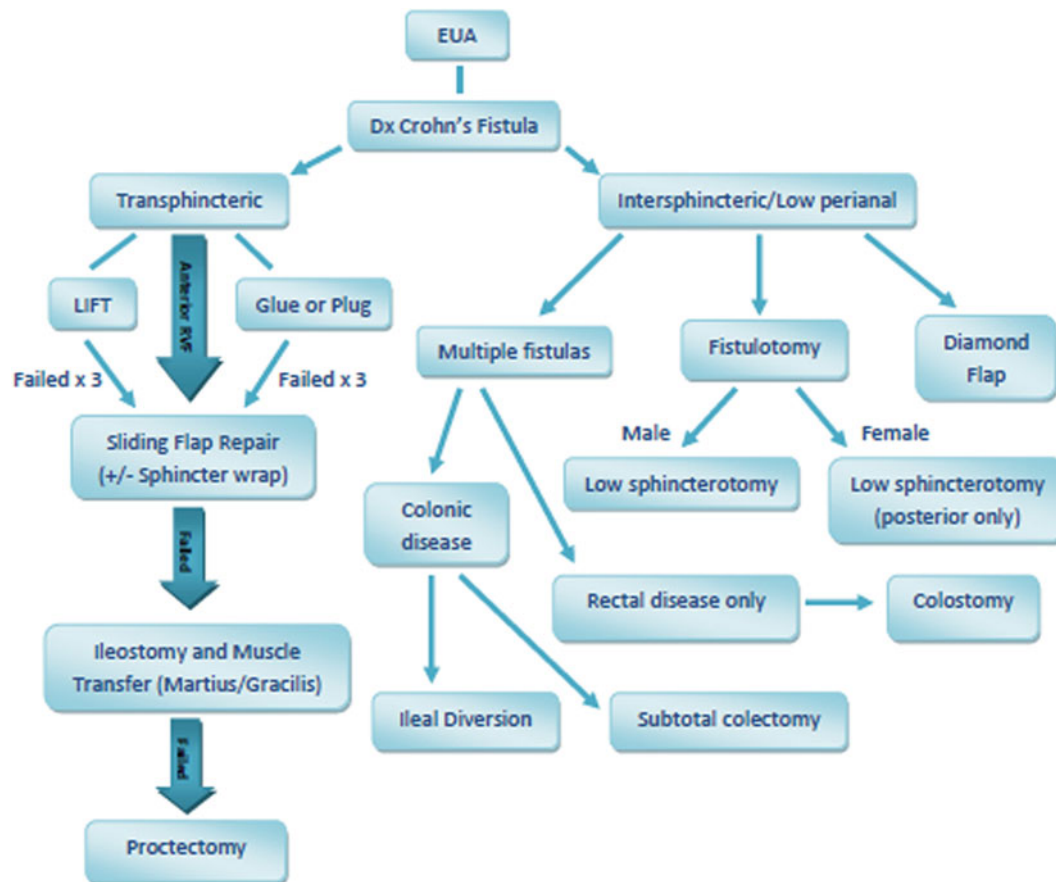 EUA
Dx Crohn's Fistula
Transphincteric
Intersphincteric/Low perianal
LIFT
Anterior RVF
Glue or Plug
Multiple fistulas
Fistulotomy
Diamond
Flap
Failed x 3
Failed x 3
Male
Female
Sliding Flap Repair
(+/- Sphincter wrap)
Low sphincterotomy
Low sphincterotomy
(posterior only)
Colonic
disease
Failed
Rectal disease only
Colostomy
Ileostomy and Muscle
Transfer (Martius/Gracilis)
Ileal Diversion
Subtotal colectomy
Failed
Proctectomy